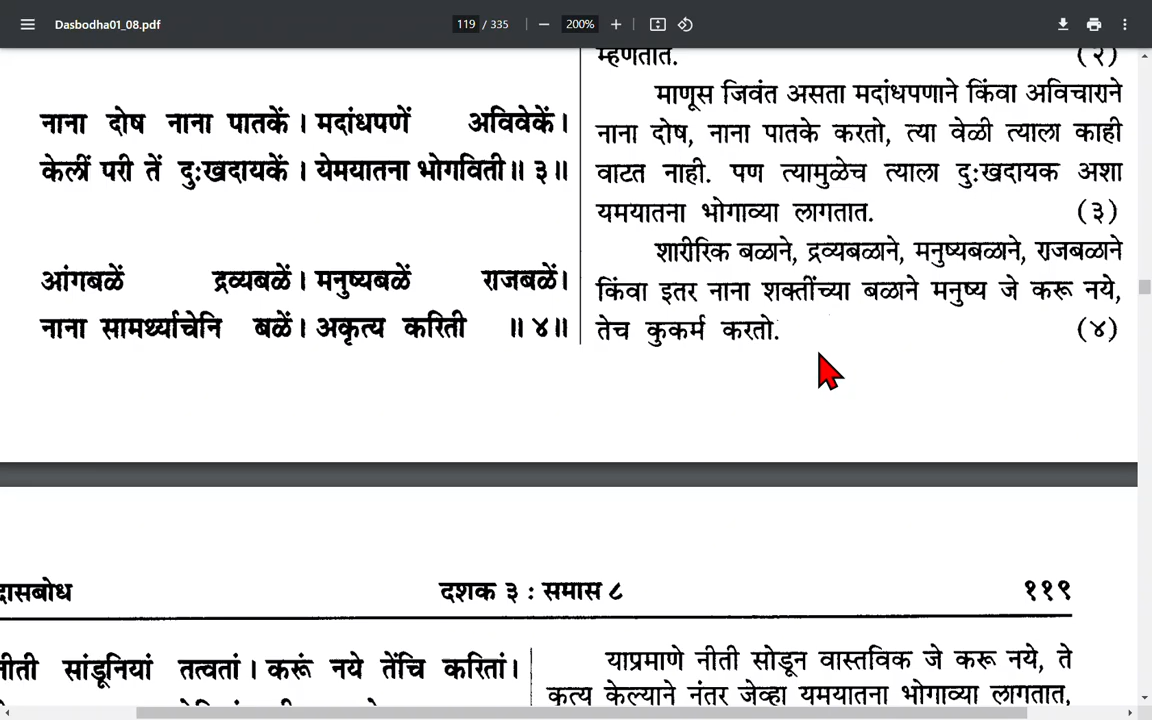 Dasbodha01_08.pdf
119 / 335
200%
म्हणतात. (२)
नाना दोष नाना पातकें। मदांधपणें अविवेकें।
केलीं परी तें दुःखदायकें । येमयातना भोगविती॥ ३॥
माणूस जिवंत असता मदांधपणाने किंवा अविचाराने
नाना दोष, नाना पातके करतो, त्या वेळी त्याला काही
वाटत नाही. पण त्यामुळेच त्याला दुःखदायक अशा
यमयातना भोगाव्या लागतात. (३)
आंगबळें द्रव्यबळें। मनुष्यबळें राजबळें।
नाना सामर्थ्याचेनि बळें। अकृत्य करिती ॥ ४॥
शारीरिक बळाने, द्रव्यबळाने, मनुष्यबळाने, राजबळाने
किंवा इतर नाना शक्तींच्या बळाने मनुष्य जे करू नये,
तेच कुकर्म करतो. (४)
दासबोध दशक ३ : समास ८ ११९
नीती सांडूनियां तत्वतां। करूं नये तेंचि करितां।
याप्रमाणे नीती सोडून वास्तविक जे करू नये, ते
कृत्य केल्याने नंतर जेव्हा यमयातना भोगाव्या लागतात,